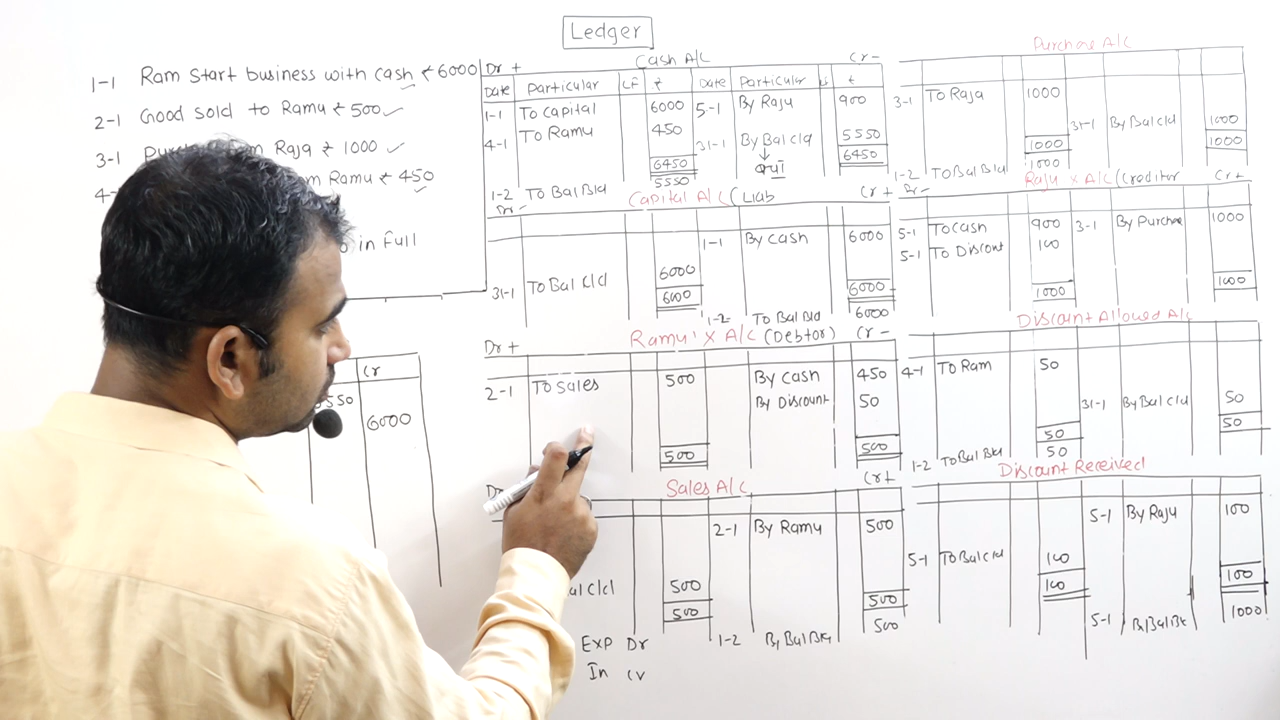 Ledger
1-1 Ram Start business with cash ₹ 6000
2-1 Good sold to Ramu ₹ 500
3-1 Raja ₹ 1000
4- Ramu ₹ 450
in Full
Cr
6000
Dr + Cash A/C Cr -
Date Particular LF ₹ Date Particular ₹
1-1 To Capital 6000 5-1 By Raju 900
4-1 To Ramu 450 31-1 By Bal c/d 5550
6450 6450
1-2 To Bal B/d 5550
Dr - Capital A/C (Liab Cr +
1-1 By Cash 6000
31-1 To Bal c/d 6000
6000 6000
1-2 To Bal B/d 6000
Dr + Ramu's X A/C (Debtor) Cr -
2-1 To Sales 500 By Cash 450
By Discount 50
500 500
Sales A/C Cr +
2-1 By Ramu 500
al c/d 500
500 500
1-2 By Bal 500
Exp Dr
In Cr
Purchase A/C
3-1 To Raja 1000
31-1 By Bal c/d 1000
1000 1000
1-2 To Bal B/d 1000
Dr - Raju X A/C (Creditor Cr +
5-1 To Cash 900 3-1 By Purchase 1000
5-1 To Discount 100
1000 1000
Discount Allowed A/c
4-1 To Ram 50
31-1 By Bal c/d 50
50 50
1-2 To Bal 50
Discount Received
5-1 By Raju 100
5-1 To Bal c/d 100
100 100
5-1 By Bal 1000